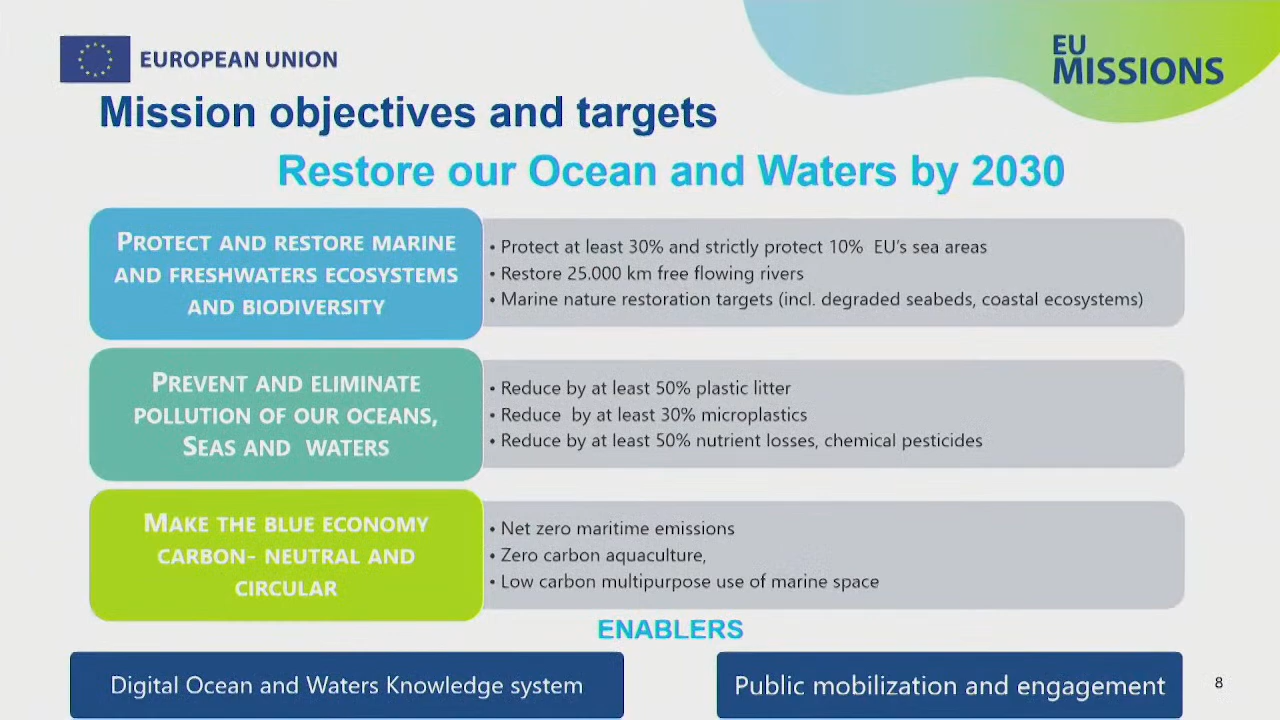 EUROPEAN UNION
EU
MISSIONS
Mission objectives and targets
Restore our Ocean and Waters by 2030
PROTECT AND RESTORE MARINE
AND FRESHWATERS ECOSYSTEMS
AND BIODIVERSITY
• Protect at least 30% and strictly protect 10% EU's sea areas
• Restore 25.000 km free flowing rivers
• Marine nature restoration targets (incl. degraded seabeds, coastal ecosystems)
PREVENT AND ELIMINATE
POLLUTION OF OUR OCEANS,
SEAS AND WATERS
• Reduce by at least 50% plastic litter
• Reduce by at least 30% microplastics
• Reduce by at least 50% nutrient losses, chemical pesticides
MAKE THE BLUE ECONOMY
CARBON- NEUTRAL AND
CIRCULAR
• Net zero maritime emissions
• Zero carbon aquaculture,
• Low carbon multipurpose use of marine space
ENABLERS
Digital Ocean and Waters Knowledge system
Public mobilization and engagement
8